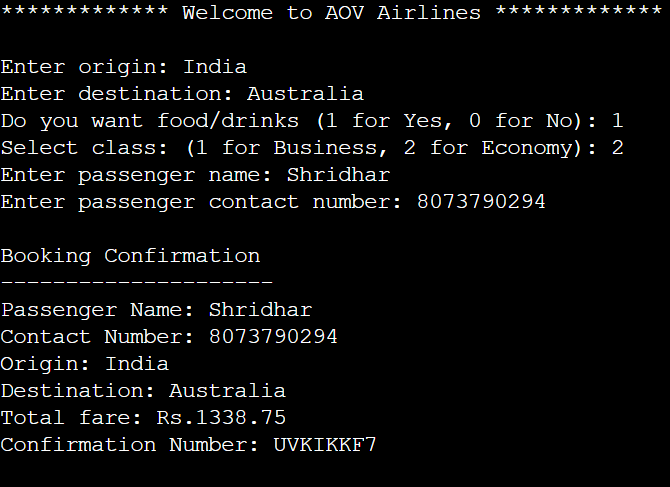 ************* Welcome to AOV Airlines *************
Enter origin: India
Enter destination: Australia
Do you want food/drinks (1 for Yes, 0 for No): 1
Select class: (1 for Business, 2 for Economy): 2
Enter passenger name: Shridhar
Enter passenger contact number: 8073790294
Booking Confirmation
---------------------
Passenger Name: Shridhar
Contact Number: 8073790294
Origin: India
Destination: Australia
Total fare: Rs.1338.75
Confirmation Number: UVKIKKF7